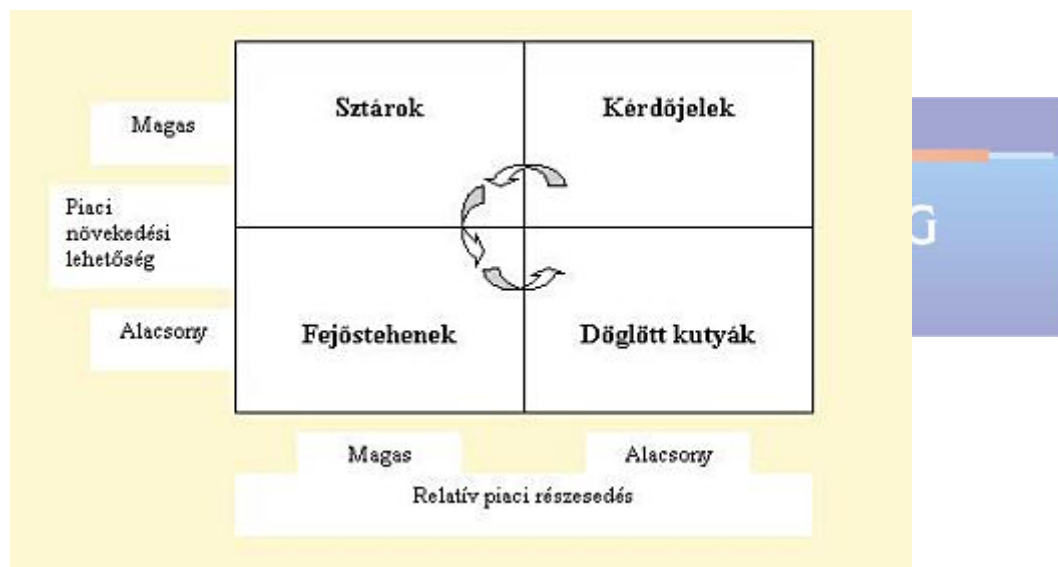 Sztárok
Kérdőjelek
Magas
Piaci
növekedési
lehetőség
G
Alacsony
Fejőstehenek
Döglött kutyák
Magas
Alacsony
Relatív piaci részesedés